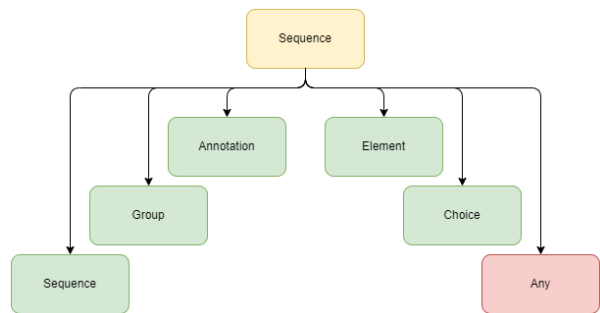 Sequence
Annotation
Element
Group
Choice
Sequence
Any